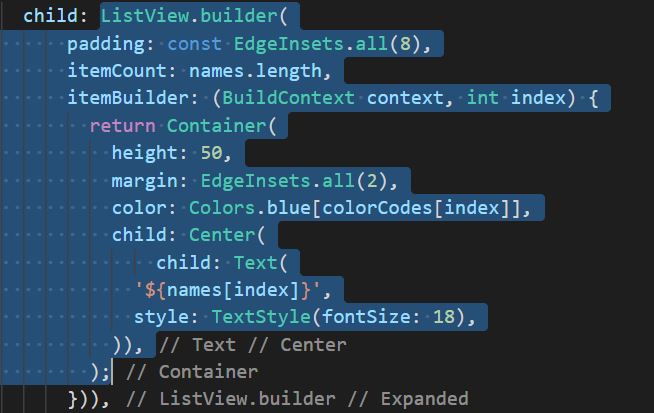 child: ListView.builder(
padding: const EdgeInsets.all(8),
itemCount: names.length,
itemBuilder: (BuildContext context, int index) {
return Container(
height: 50,
margin: EdgeInsets.all(2),
color: Colors.blue[colorCodes[index]],
child: Center(
child: Text(
'${names[index]}',
style: TextStyle(fontSize: 18),
)), // Text // Center
); // Container
})), // ListView.builder // Expanded